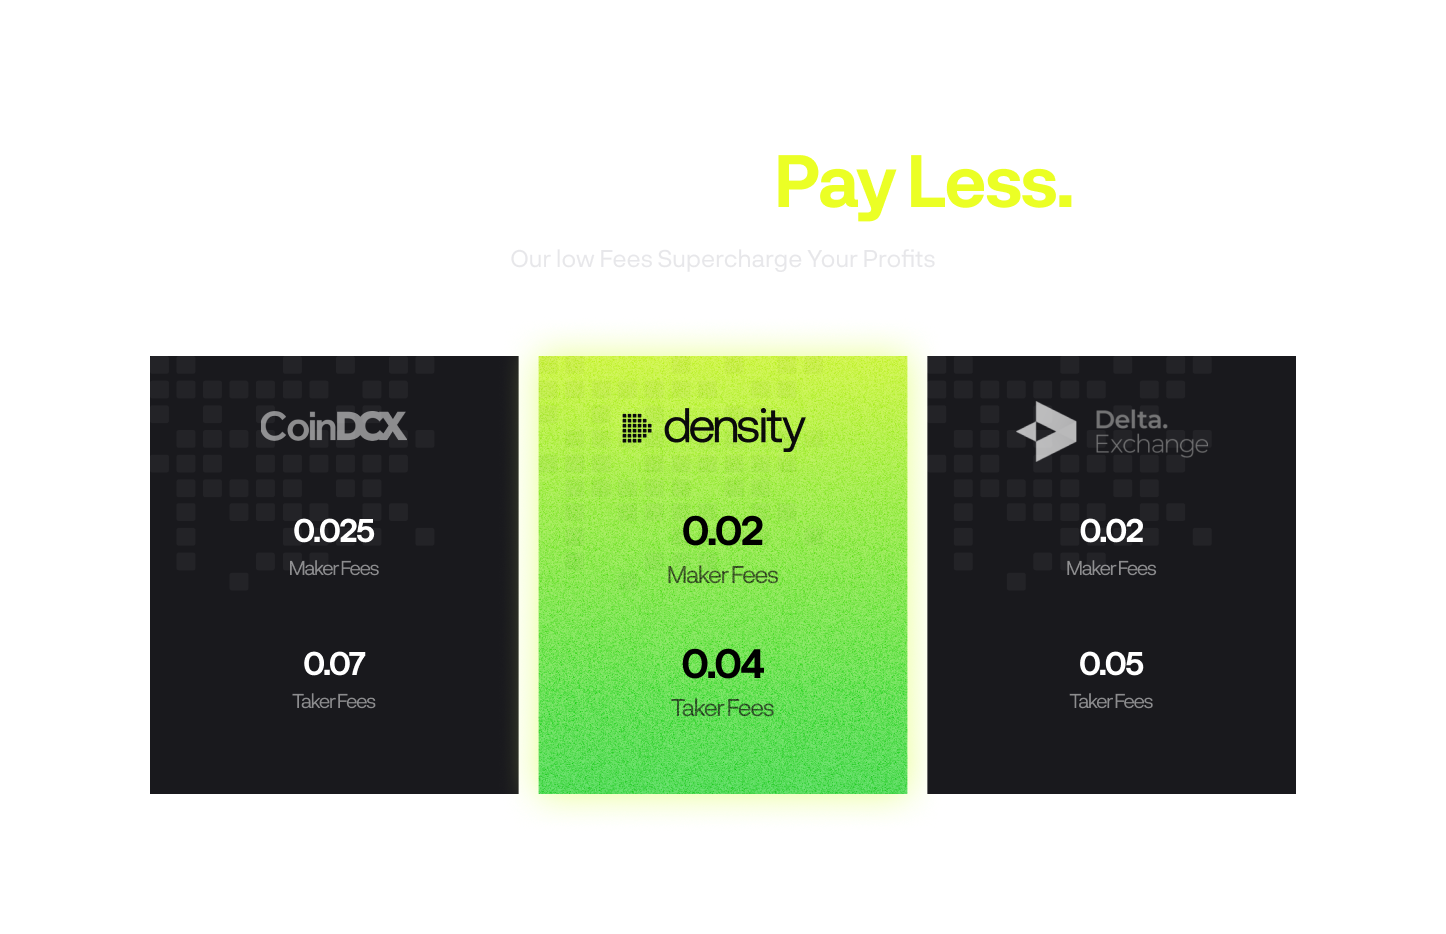 Pay Less.
Our low Fees Supercharge Your Profits
CoinDCX
0.025
Maker Fees
0.07
Taker Fees
density
0.02
Maker Fees
0.04
Taker Fees
Delta.
Exchange
0.02
Maker Fees
0.05
Taker Fees